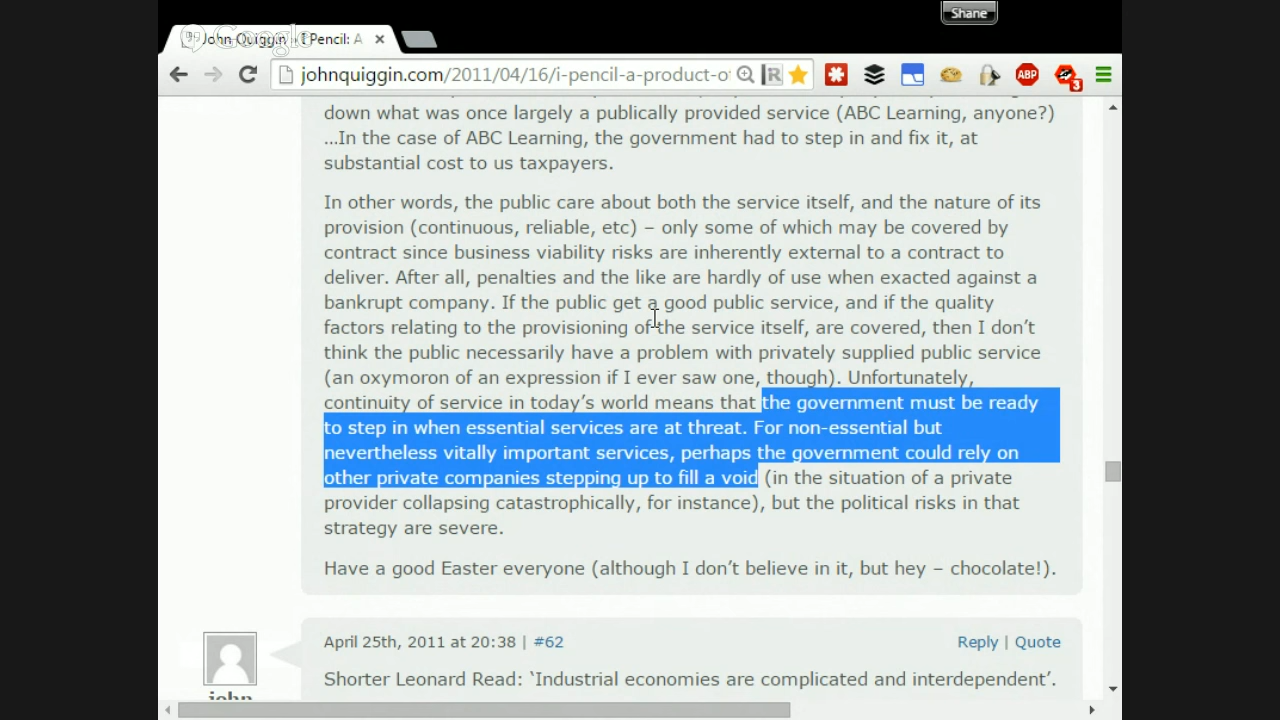 Shane
John Quiggin » I Pencil: A
Google
johnquiggin.com/2011/04/16/i-pencil-a-product-o
ABP
3
down what was once largely a publically provided service (ABC Learning, anyone?)
…In the case of ABC Learning, the government had to step in and fix it, at
substantial cost to us taxpayers.
In other words, the public care about both the service itself, and the nature of its
provision (continuous, reliable, etc) – only some of which may be covered by
contract since business viability risks are inherently external to a contract to
deliver. After all, penalties and the like are hardly of use when exacted against a
bankrupt company. If the public get a good public service, and if the quality
factors relating to the provisioning of the service itself, are covered, then I don’t
think the public necessarily have a problem with privately supplied public service
(an oxymoron of an expression if I ever saw one, though). Unfortunately,
continuity of service in today’s world means that the government must be ready
to step in when essential services are at threat. For non-essential but
nevertheless vitally important services, perhaps the government could rely on
other private companies stepping up to fill a void (in the situation of a private
provider collapsing catastrophically, for instance), but the political risks in that
strategy are severe.
Have a good Easter everyone (although I don’t believe in it, but hey – chocolate!).
April 25th, 2011 at 20:38 | #62
Reply | Quote
john
Shorter Leonard Read: ‘Industrial economies are complicated and interdependent’.